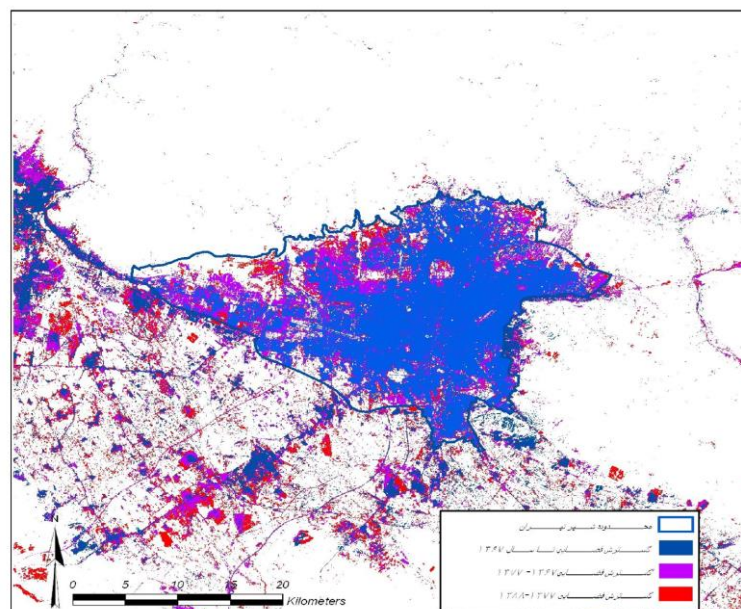 N
0 5 10 15 20
Kilometers
محدوده شهر تهران
گسترش فضایی تا سال ۱۳۶۷
گسترش فضایی ۱۳۶۷-۱۳۷۷
گسترش فضایی ۱۳۷۷-۱۳۸۸